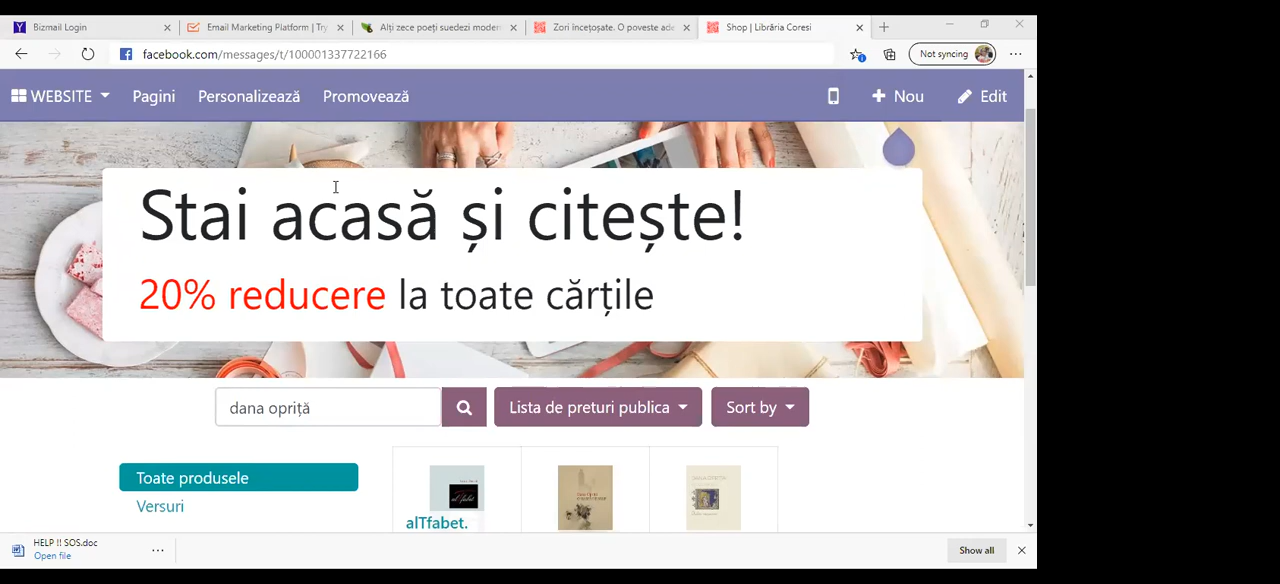 Bizmail Login
Email Marketing Platform | Try
Alți zece poeți suedezi moder
Zori încețoșate. O poveste ade
Shop | Librăria Coresi
facebook.com/messages/t/100001337722166
Not syncing
WEBSITE
Pagini
Personalizează
Promovează
Nou
Edit
Stai acasă și citește!
20% reducere la toate cărțile
dana opriță
Lista de preturi publica
Sort by
Toate produsele
Versuri
alTfabet.
HELP !! SOS.doc
Open file
Show all